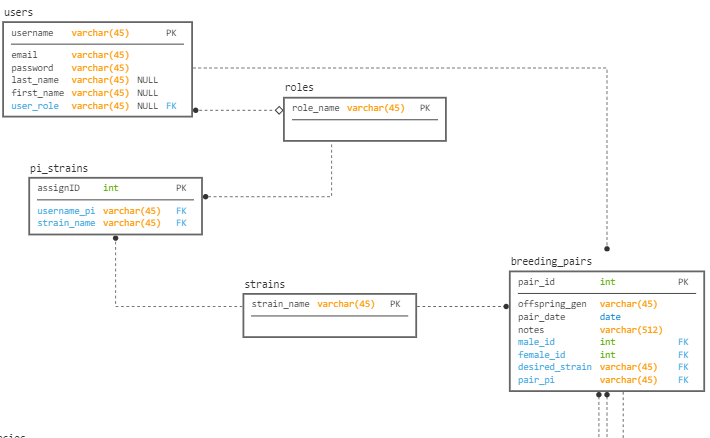 users
username varchar(45) PK
email varchar(45)
password varchar(45)
last_name varchar(45) NULL
first_name varchar(45) NULL
user_role varchar(45) NULL FK
roles
role_name varchar(45) PK
pi_strains
assignID int PK
username_pi varchar(45) FK
strain_name varchar(45) FK
strains
strain_name varchar(45) PK
breeding_pairs
pair_id int PK
offspring_gen varchar(45)
pair_date date
notes varchar(512)
male_id int FK
female_id int FK
desired_strain varchar(45) FK
pair_pi varchar(45) FK